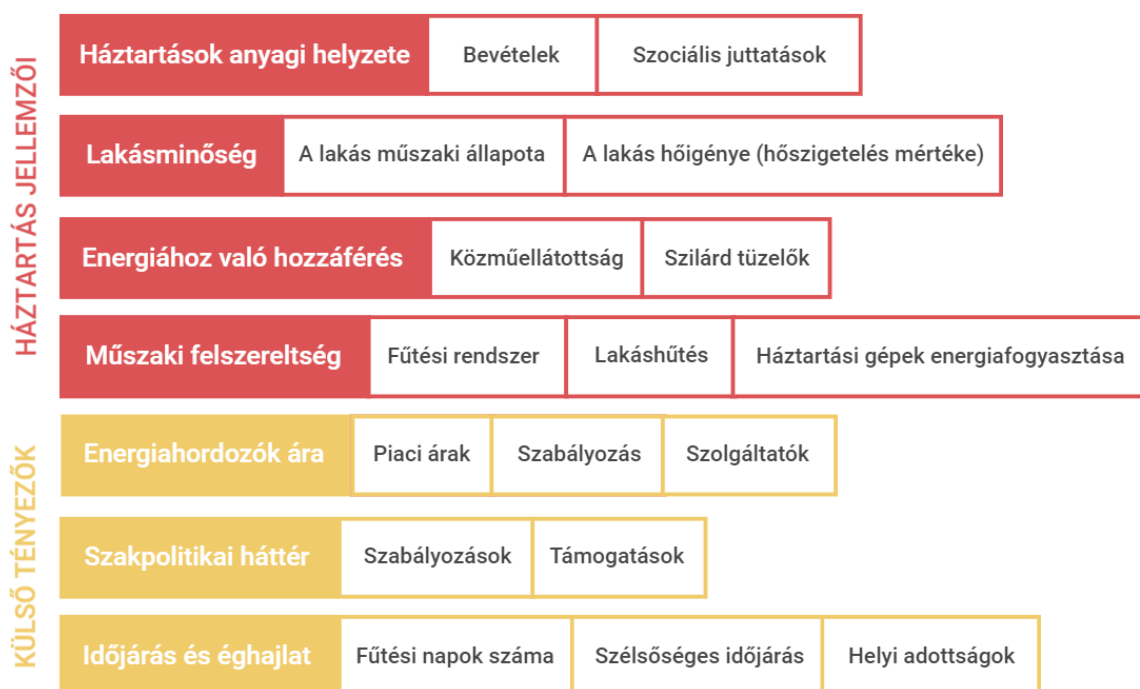 HÁZTARTÁS JELLEMZŐI
Háztartások anyagi helyzete Bevételek Szociális juttatások
Lakásminőség A lakás műszaki állapota A lakás hőigénye (hőszigetelés mértéke)
Energiához való hozzáférés Közműellátottság Szilárd tüzelők
Műszaki felszereltség Fűtési rendszer Lakáshűtés Háztartási gépek energiafogyasztása
KÜLSŐ TÉNYEZŐK
Energiahordozók ára Piaci árak Szabályozás Szolgáltatók
Szakpolitikai háttér Szabályozások Támogatások
Időjárás és éghajlat Fűtési napok száma Szélsőséges időjárás Helyi adottságok